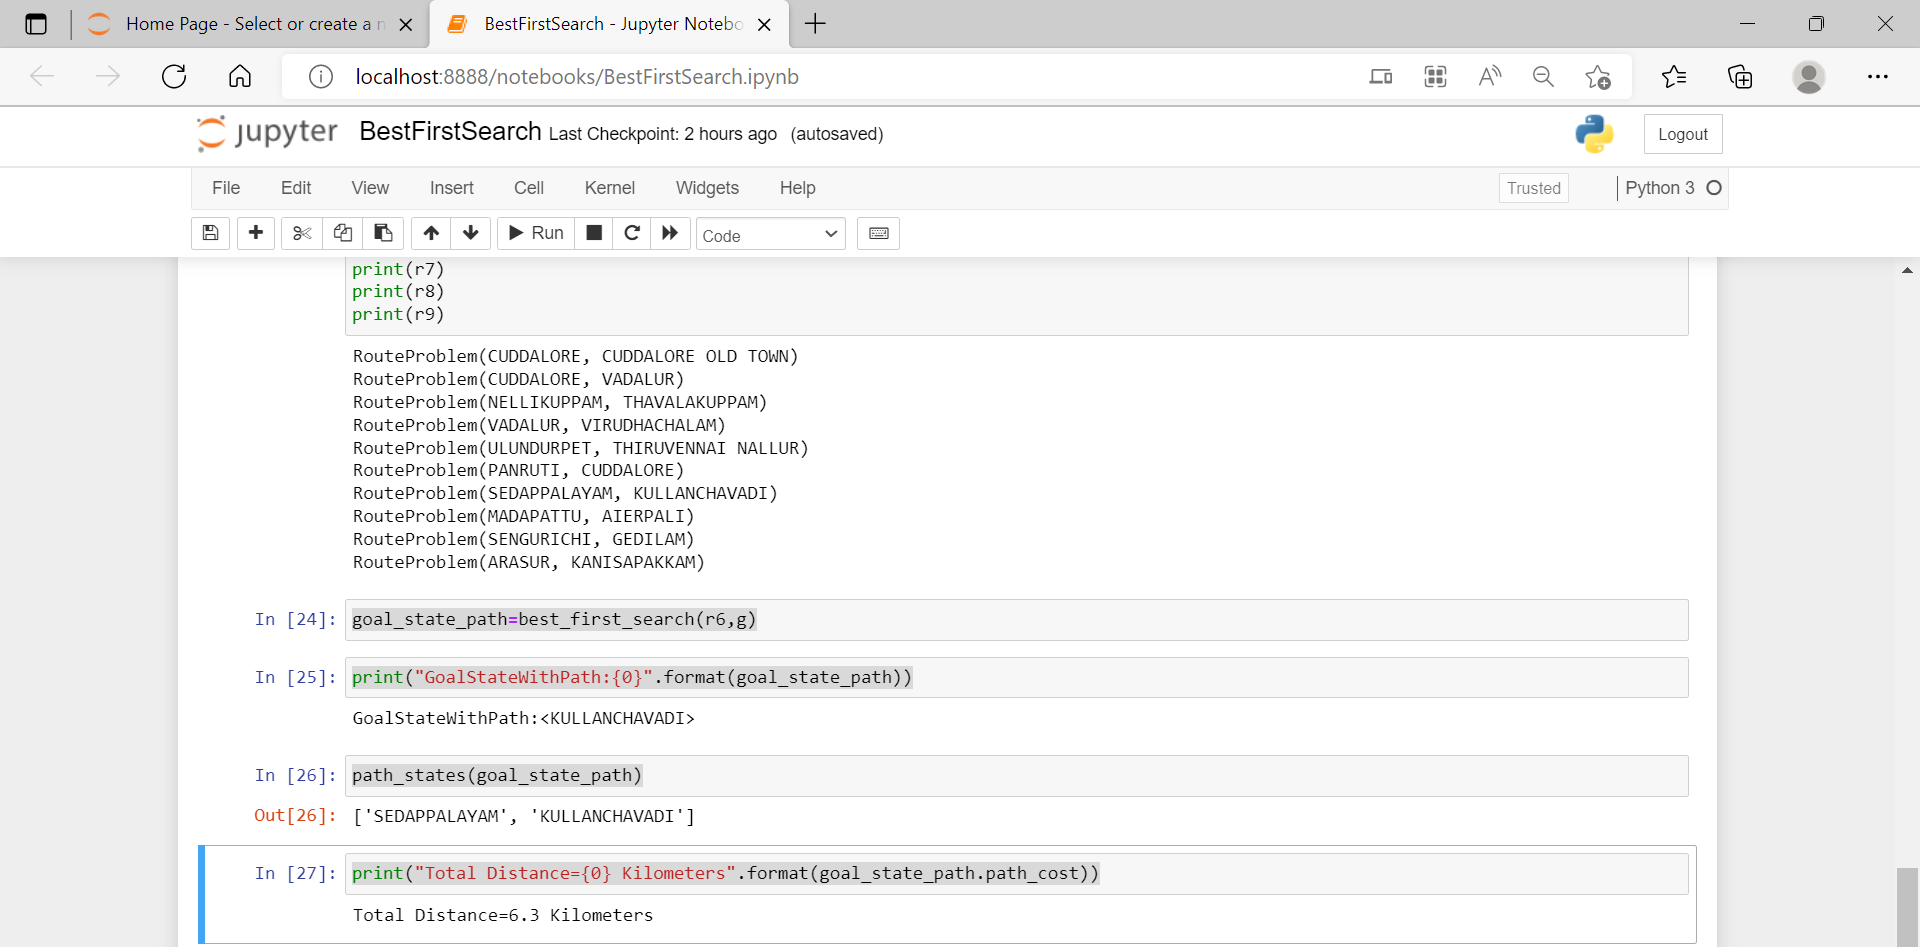 Home Page - Select or create a n
BestFirstSearch - Jupyter Notebo
localhost:8888/notebooks/BestFirstSearch.ipynb
jupyter BestFirstSearch Last Checkpoint: 2 hours ago (autosaved)
Logout
File Edit View Insert Cell Kernel Widgets Help
Trusted
Python 3
Run
Code
print(r7)
print(r8)
print(r9)
RouteProblem(CUDDALORE, CUDDALORE OLD TOWN)
RouteProblem(CUDDALORE, VADALUR)
RouteProblem(NELLIKUPPAM, THAVALAKUPPAM)
RouteProblem(VADALUR, VIRUDHACHALAM)
RouteProblem(ULUNDURPET, THIRUVENNAI NALLUR)
RouteProblem(PANRUTI, CUDDALORE)
RouteProblem(SEDAPPALAYAM, KULLANCHAVADI)
RouteProblem(MADAPATTU, AIERPALI)
RouteProblem(SENGURICHI, GEDILAM)
RouteProblem(ARASUR, KANISAPAKKAM)
In [24]: goal_state_path=best_first_search(r6,g)
In [25]: print("GoalStateWithPath:{0}".format(goal_state_path))
GoalStateWithPath:<KULLANCHAVADI>
In [26]: path_states(goal_state_path)
Out[26]: ['SEDAPPALAYAM', 'KULLANCHAVADI']
In [27]: print("Total Distance={0} Kilometers".format(goal_state_path.path_cost))
Total Distance=6.3 Kilometers